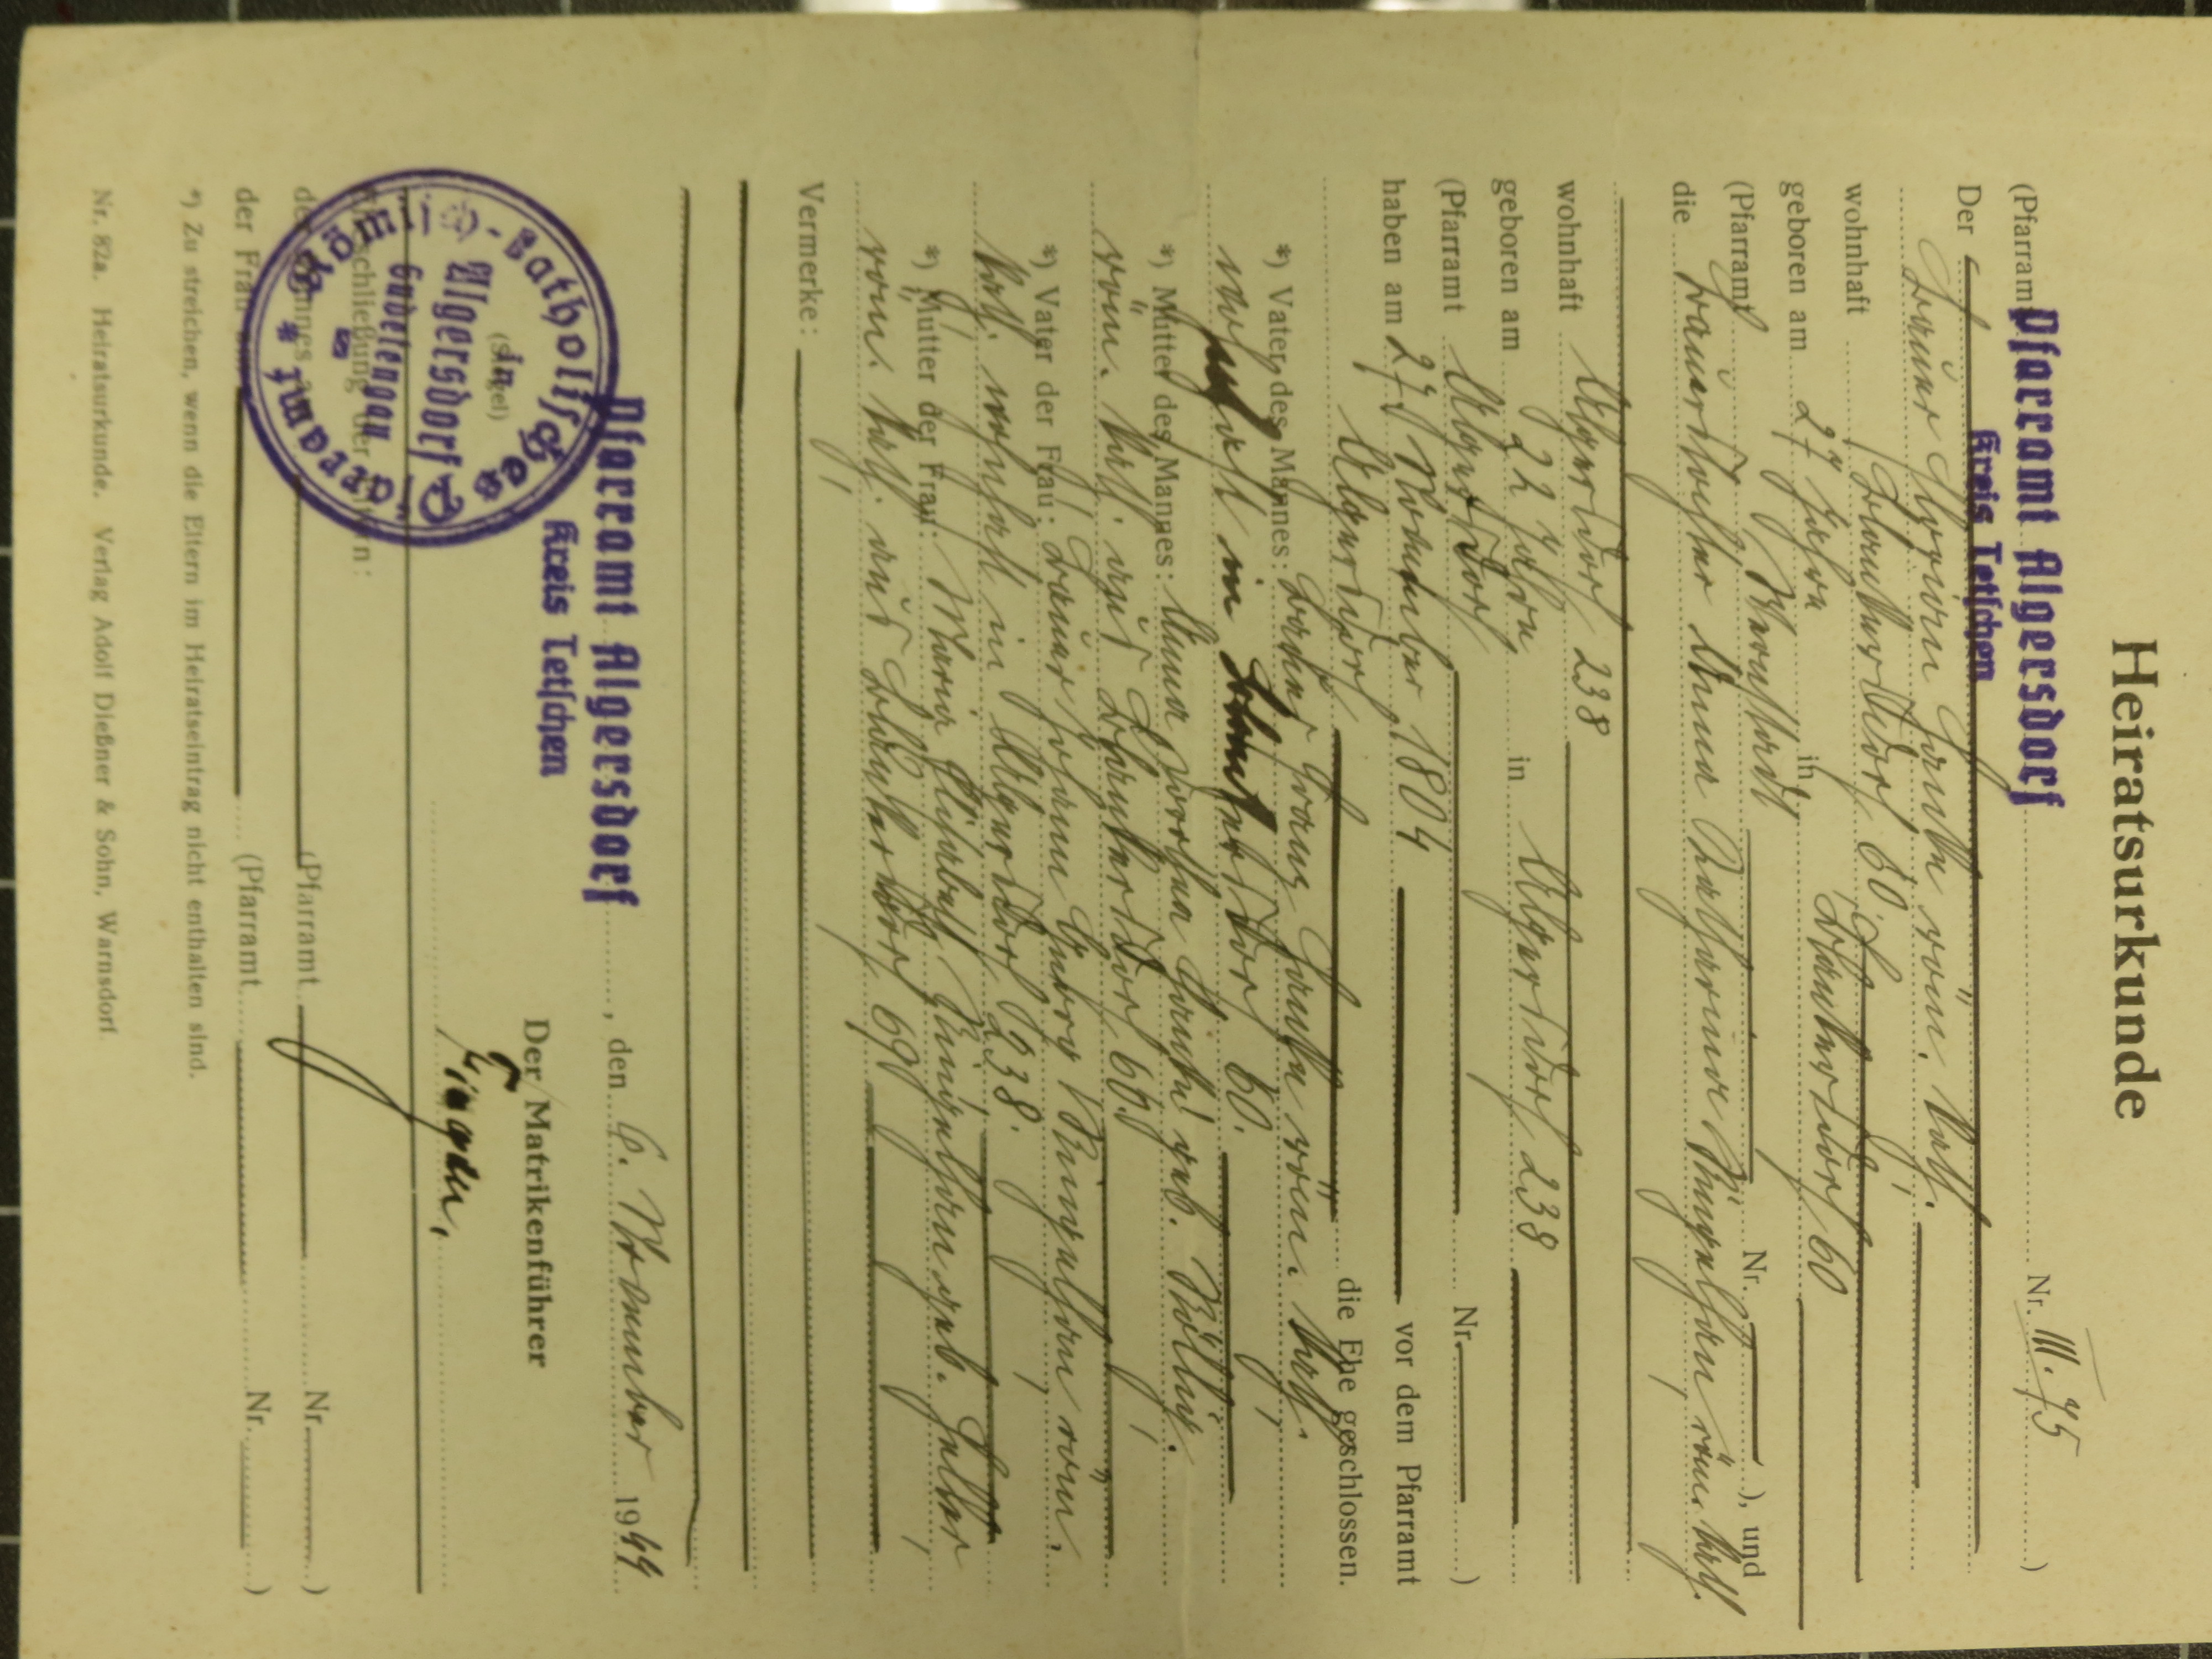 Heiratsurkunde
(Pfarramt Pfarramt Algersdorf Nr. III. 75 )
Kreis Tetschen
Der
Bauer Florian Hanke, röm. kath.
wohnhaft Blankersdorf 60.
geboren am 27 Jahre in Blankersdorf 60
(Pfarramt Wernstadt Nr. ), und
die Bauerstochter Anna Katharina Ringelhan, röm. kath.
wohnhaft Algersdorf 238
geboren am 22 Jahre in Algersdorf 238
(Pfarramt Algersdorf Nr. )
haben am 27. November 1804 vor dem Pfarramt
Algersdorf die Ehe geschlossen.
*) Vater des Mannes: Bauer Franz Hanke, röm. kath.
wohnhaft in Blankersdorf 60.
*) Mutter des Mannes: Anna Dorothea Hanke geb. Röllig,
röm. kath. aus Blankersdorf 60.
*) Vater der Frau: Bauer Johann Georg Ringelhan, röm.
kath. wohnhaft in Algersdorf 238.
*) Mutter der Frau: Maria Elisabeth Ringelhan geb. Heller,
röm. kath. aus Blankersdorf 69
Vermerke:
Pfarramt Algersdorf , den 6. November 1944
Kreis Tetschen
Der Matrikenführer
Römisch-Katholisches Pfarramt *
(Siegel)
in
Algersdorf
Sudetengau
Eheschließung der Eltern:
des Mannes am (Pfarramt Nr. )
der Frau am (Pfarramt Nr. )
*) Zu streichen, wenn die Eltern im Heiratseintrag nicht enthalten sind.
Nr. 82a. Heiratsurkunde. Verlag Adolf Dießner & Sohn, Warnsdorf